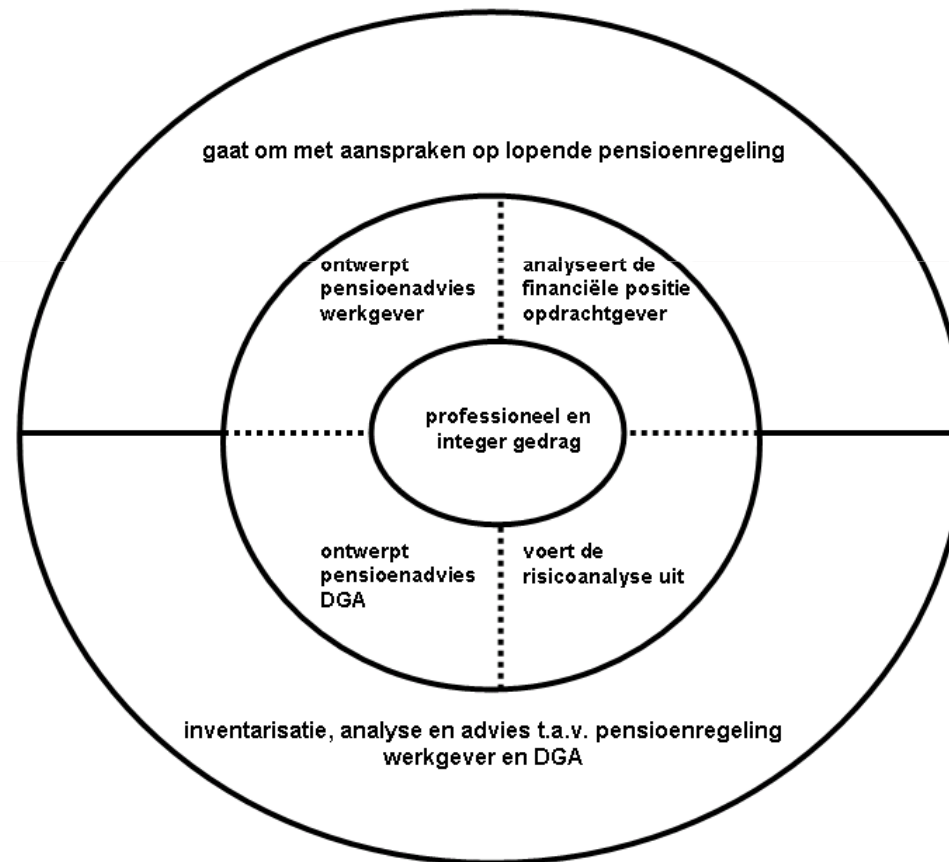 gaat om met aanspraken op lopende pensioenregeling
ontwerpt
pensioenadvies
werkgever
analyseert de
financiële positie
opdrachtgever
professioneel en
integer gedrag
ontwerpt
pensioenadvies
DGA
voert de
risicoanalyse uit
inventarisatie, analyse en advies t.a.v. pensioenregeling
werkgever en DGA